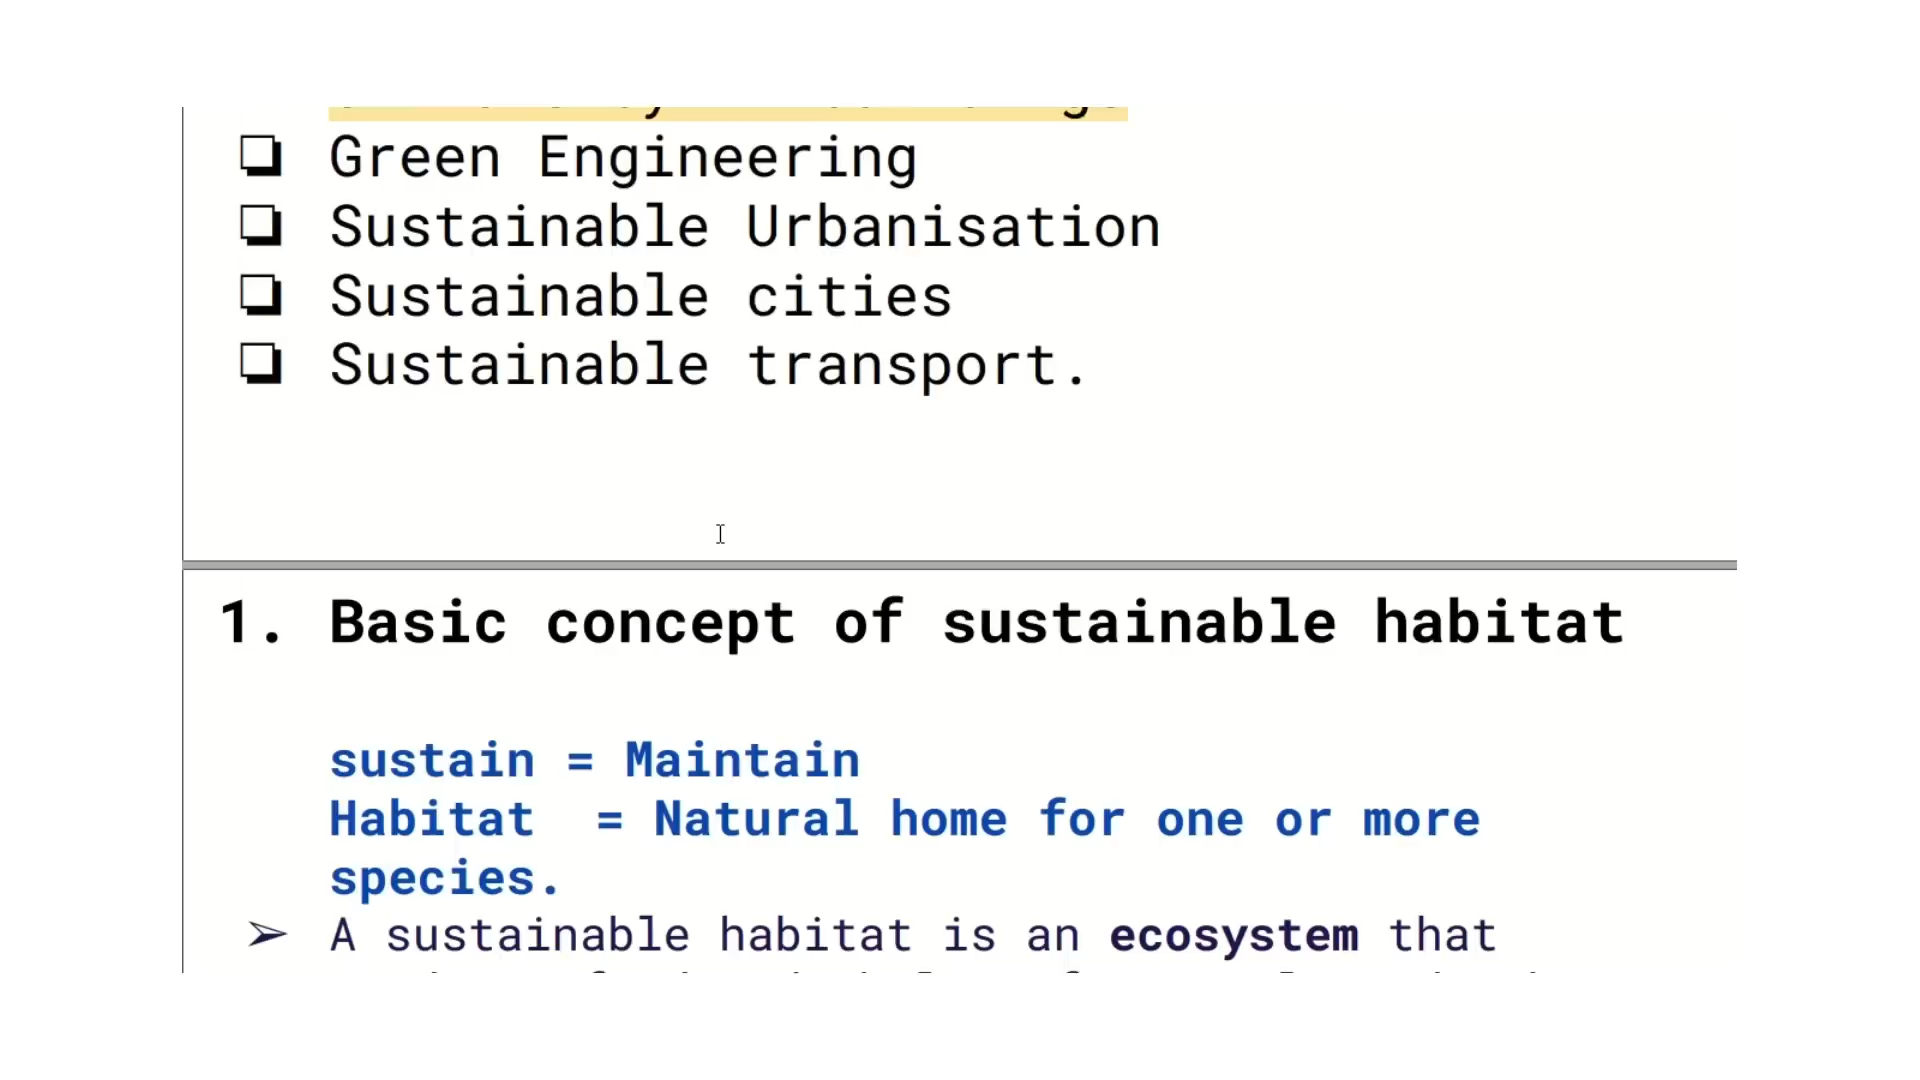 ❏ Green Engineering
❏ Sustainable Urbanisation
❏ Sustainable cities
❏ Sustainable transport.
1. Basic concept of sustainable habitat
sustain = Maintain
Habitat = Natural home for one or more
species.
➢ A sustainable habitat is an ecosystem that